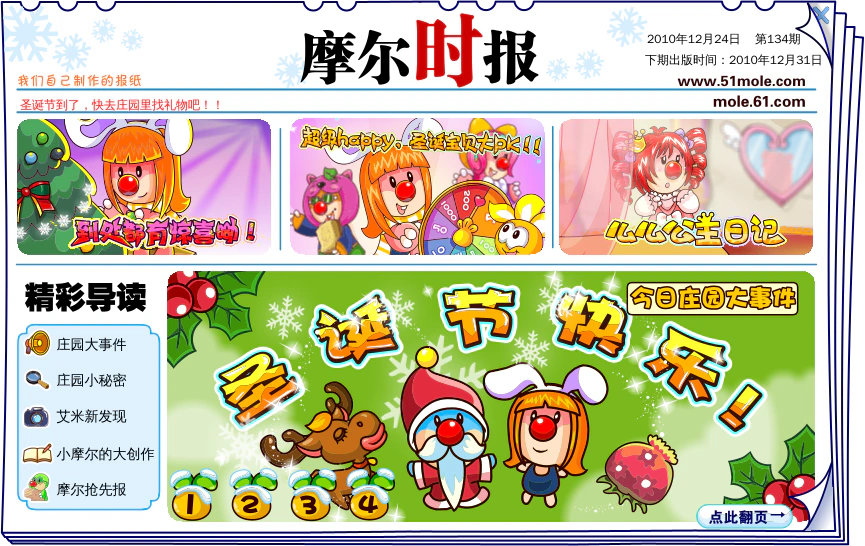 摩尔时报
2010年12月24日 第134期
下期出版时间：2010年12月31日
我们自己制作的报纸
www.51mole.com
圣诞节到了，快去庄园里找礼物吧！！
mole.61.com
到处都有惊喜呦！
超级happy，圣诞宝贝大PK！！
么么公主日记
精彩导读
庄园大事件
庄园小秘密
艾米新发现
小摩尔的大创作
摩尔抢先报
今日庄园大事件
圣诞节快乐！
1 2 3 4
点此翻页→